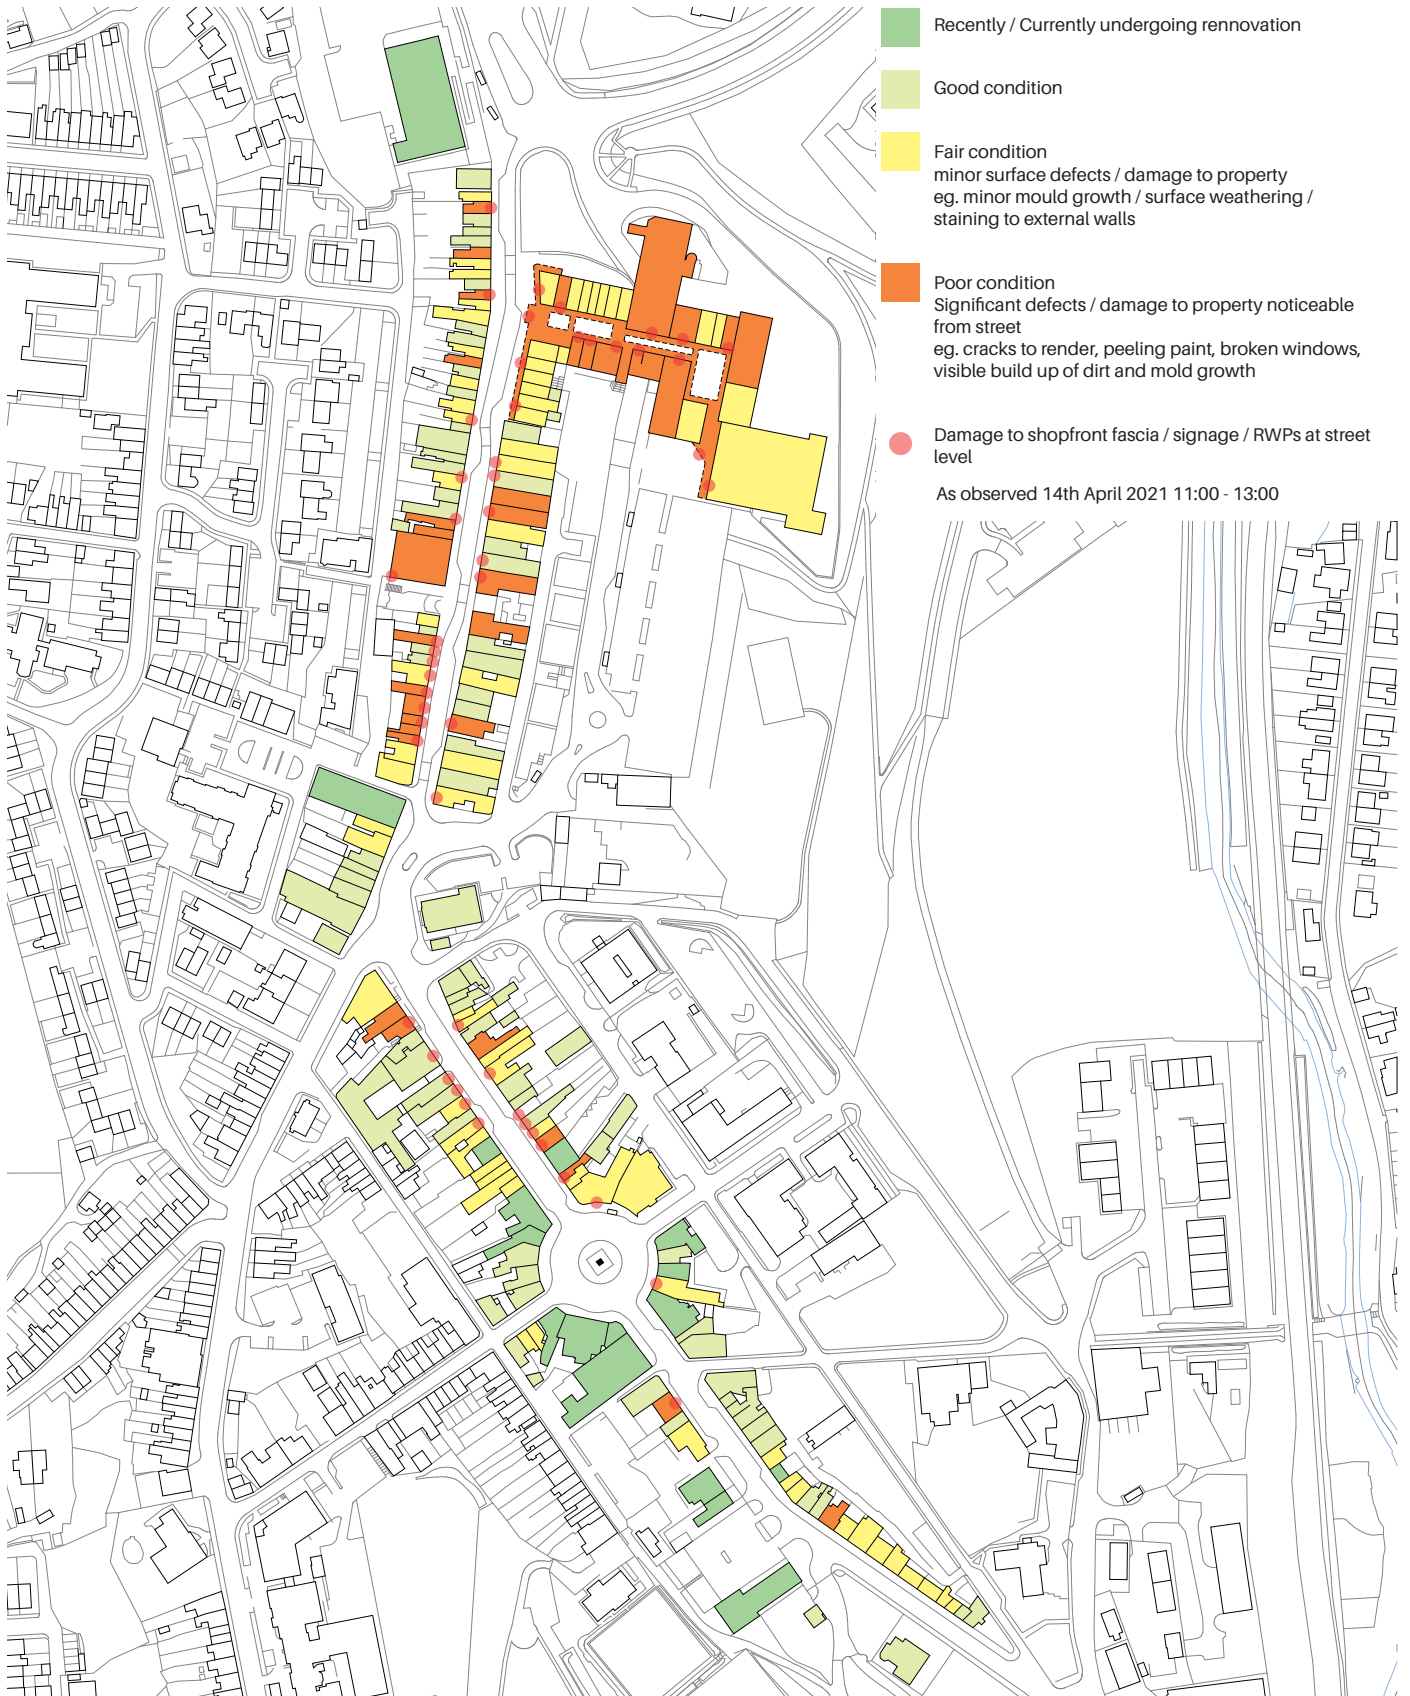 Recently / Currently undergoing rennovation
Good condition
Fair condition
minor surface defects / damage to property
eg. minor mould growth / surface weathering /
staining to external walls
Poor condition
Significant defects / damage to property noticeable
from street
eg. cracks to render, peeling paint, broken windows,
visible build up of dirt and mold growth
Damage to shopfront fascia / signage / RWPs at street
level
As observed 14th April 2021 11:00 - 13:00